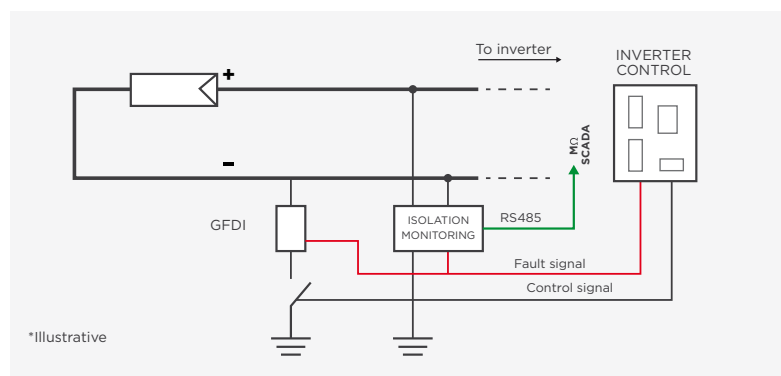 To inverter
INVERTER
CONTROL
+
-
MΩ
SCADA
GFDI
ISOLATION
MONITORING
RS485
Fault signal
Control signal
*Illustrative